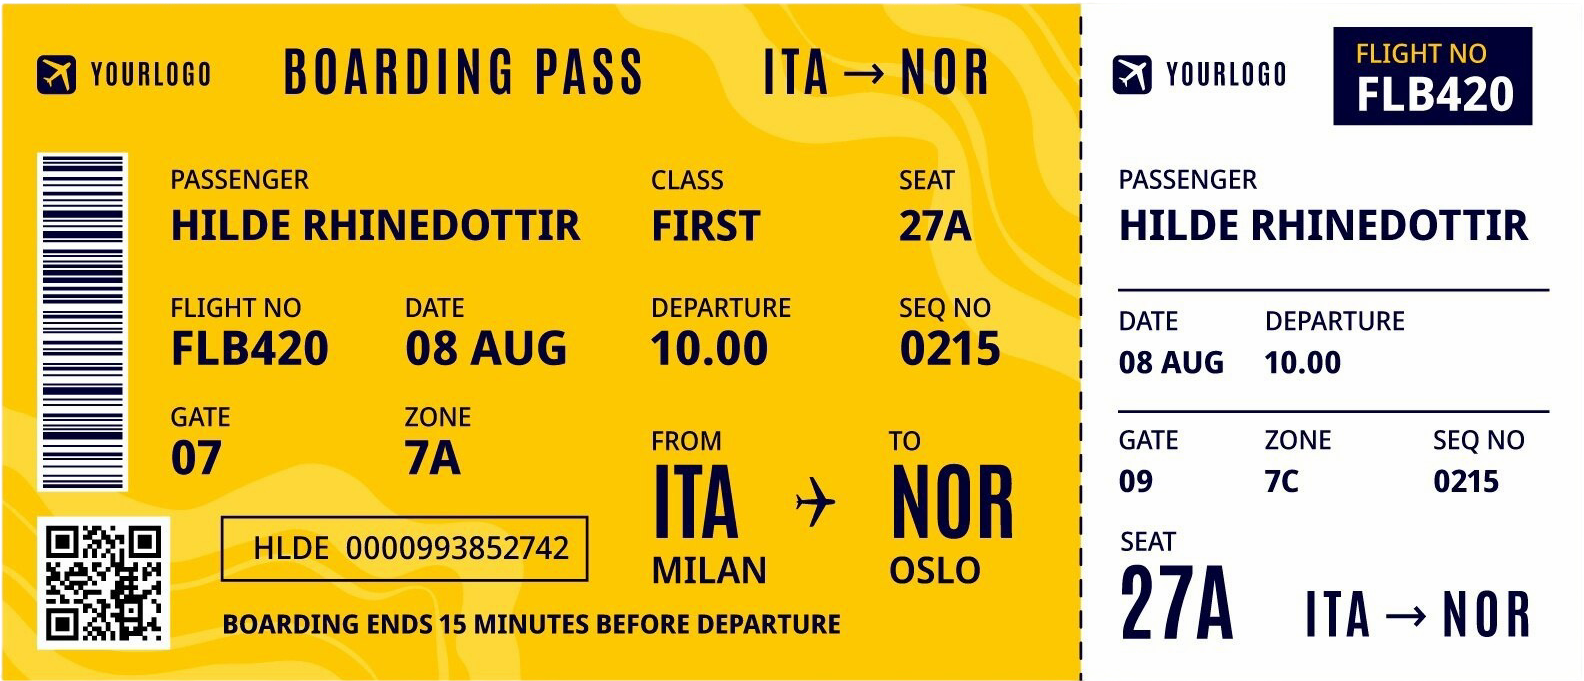 YOURLOGO
BOARDING PASS
ITA → NOR
PASSENGER
HILDE RHINEDOTTIR
CLASS
FIRST
SEAT
27A
FLIGHT NO
FLB420
DATE
08 AUG
DEPARTURE
10.00
SEQ NO
0215
GATE
07
ZONE
7A
FROM
ITA
MILAN
TO
NOR
OSLO
HLDE 0000993852742
BOARDING ENDS 15 MINUTES BEFORE DEPARTURE
YOURLOGO
FLIGHT NO
FLB420
PASSENGER
HILDE RHINEDOTTIR
DATE
08 AUG
DEPARTURE
10.00
GATE
09
ZONE
7C
SEQ NO
0215
SEAT
27A
ITA → NOR